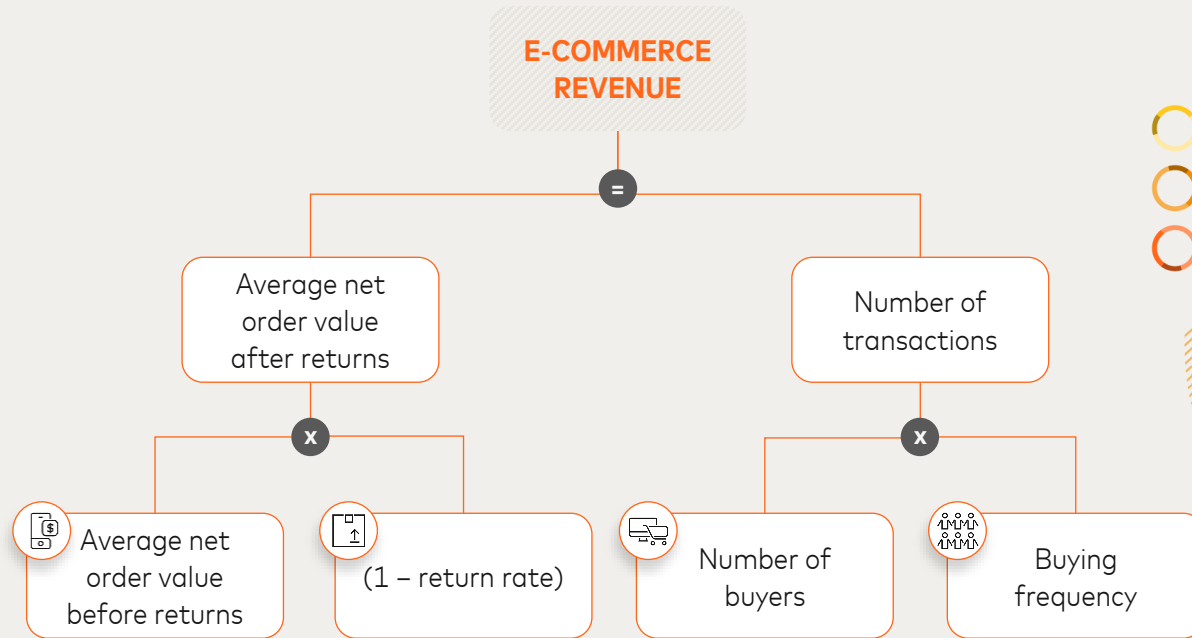 E-COMMERCE
REVENUE
=
Average net
order value
after returns
Number of
transactions
x
x
$
Average net
order value
before returns
(1 – return rate)
Number of
buyers
Buying
frequency